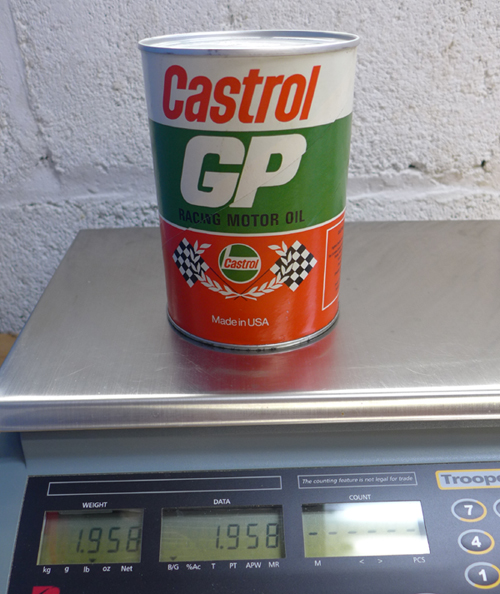 Castrol
GP
RACING MOTOR OIL
Castrol
Made in USA
The counting feature is not legal for trade
Troope
WEIGHT DATA COUNT
1.958 1.958 ------
kg g lb oz Net B/G %Ac T PT APW MR M < > PCS
7
4
1